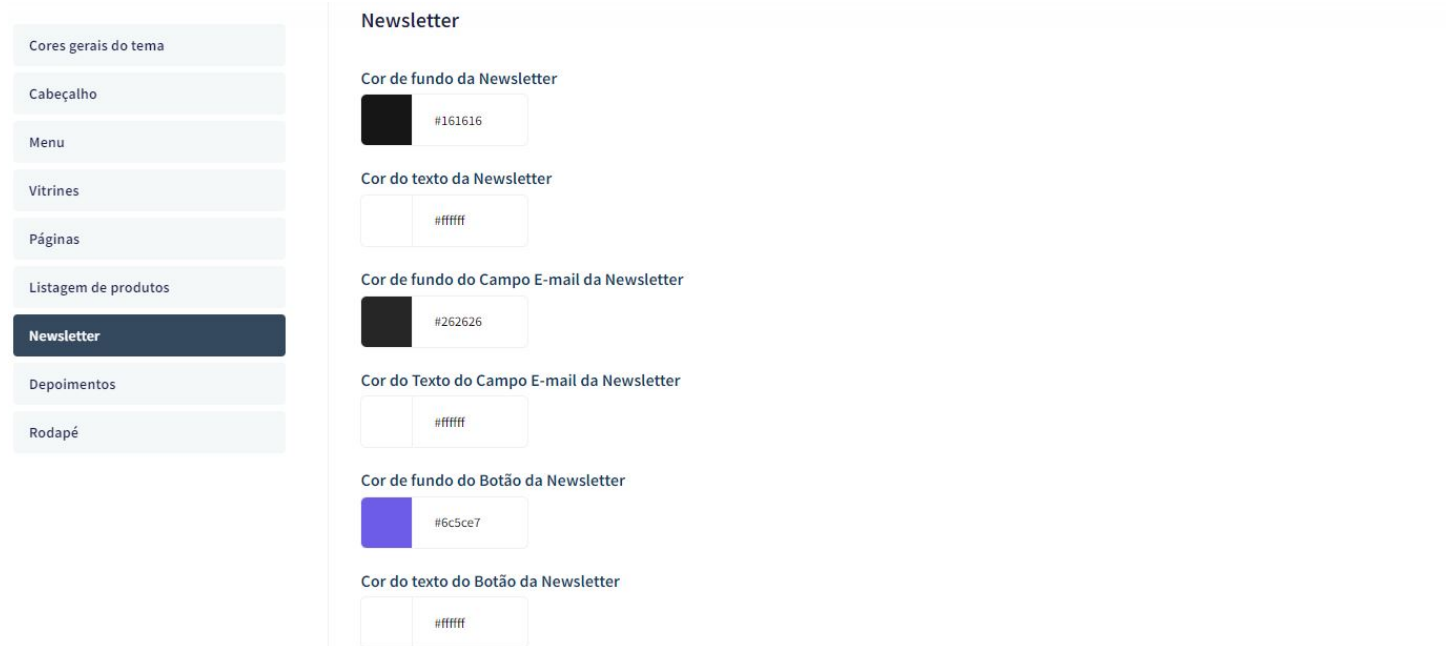 Cores gerais do tema
Cabeçalho
Menu
Vitrines
Páginas
Listagem de produtos
Newsletter
Depoimentos
Rodapé
Newsletter
Cor de fundo da Newsletter
#161616
Cor do texto da Newsletter
#ffffff
Cor de fundo do Campo E-mail da Newsletter
#262626
Cor do Texto do Campo E-mail da Newsletter
#ffffff
Cor de fundo do Botão da Newsletter
#6c5ce7
Cor do texto do Botão da Newsletter
#ffffff